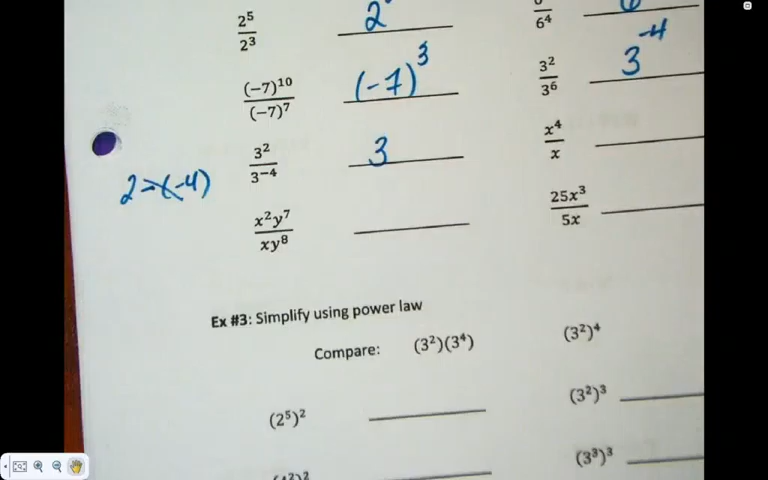 2^5/2^3 2
6^4
(−7)^10/(−7)^7 (-7)^3
3^2/3^6 3^-4
3^2/3^−4 3
x^4/x
2-(-4)
x^2y^7/xy^8
25x^3/5x
Ex #3: Simplify using power law
Compare: (3^2)(3^4) (3^2)^4
(2^5)^2 (3^2)^3
(3^3)^3